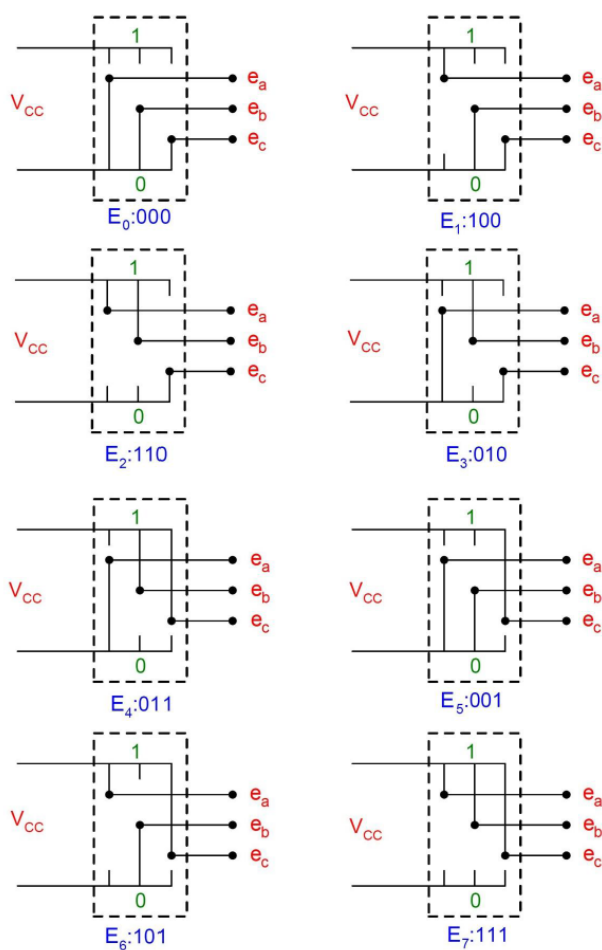 1
V_CC
e_a
e_b
e_c
0
E_0:000
1
V_CC
e_a
e_b
e_c
0
E_1:100
1
V_CC
e_a
e_b
e_c
0
E_2:110
1
V_CC
e_a
e_b
e_c
0
E_3:010
1
V_CC
e_a
e_b
e_c
0
E_4:011
1
V_CC
e_a
e_b
e_c
0
E_5:001
1
V_CC
e_a
e_b
e_c
0
E_6:101
1
V_CC
e_a
e_b
e_c
0
E_7:111